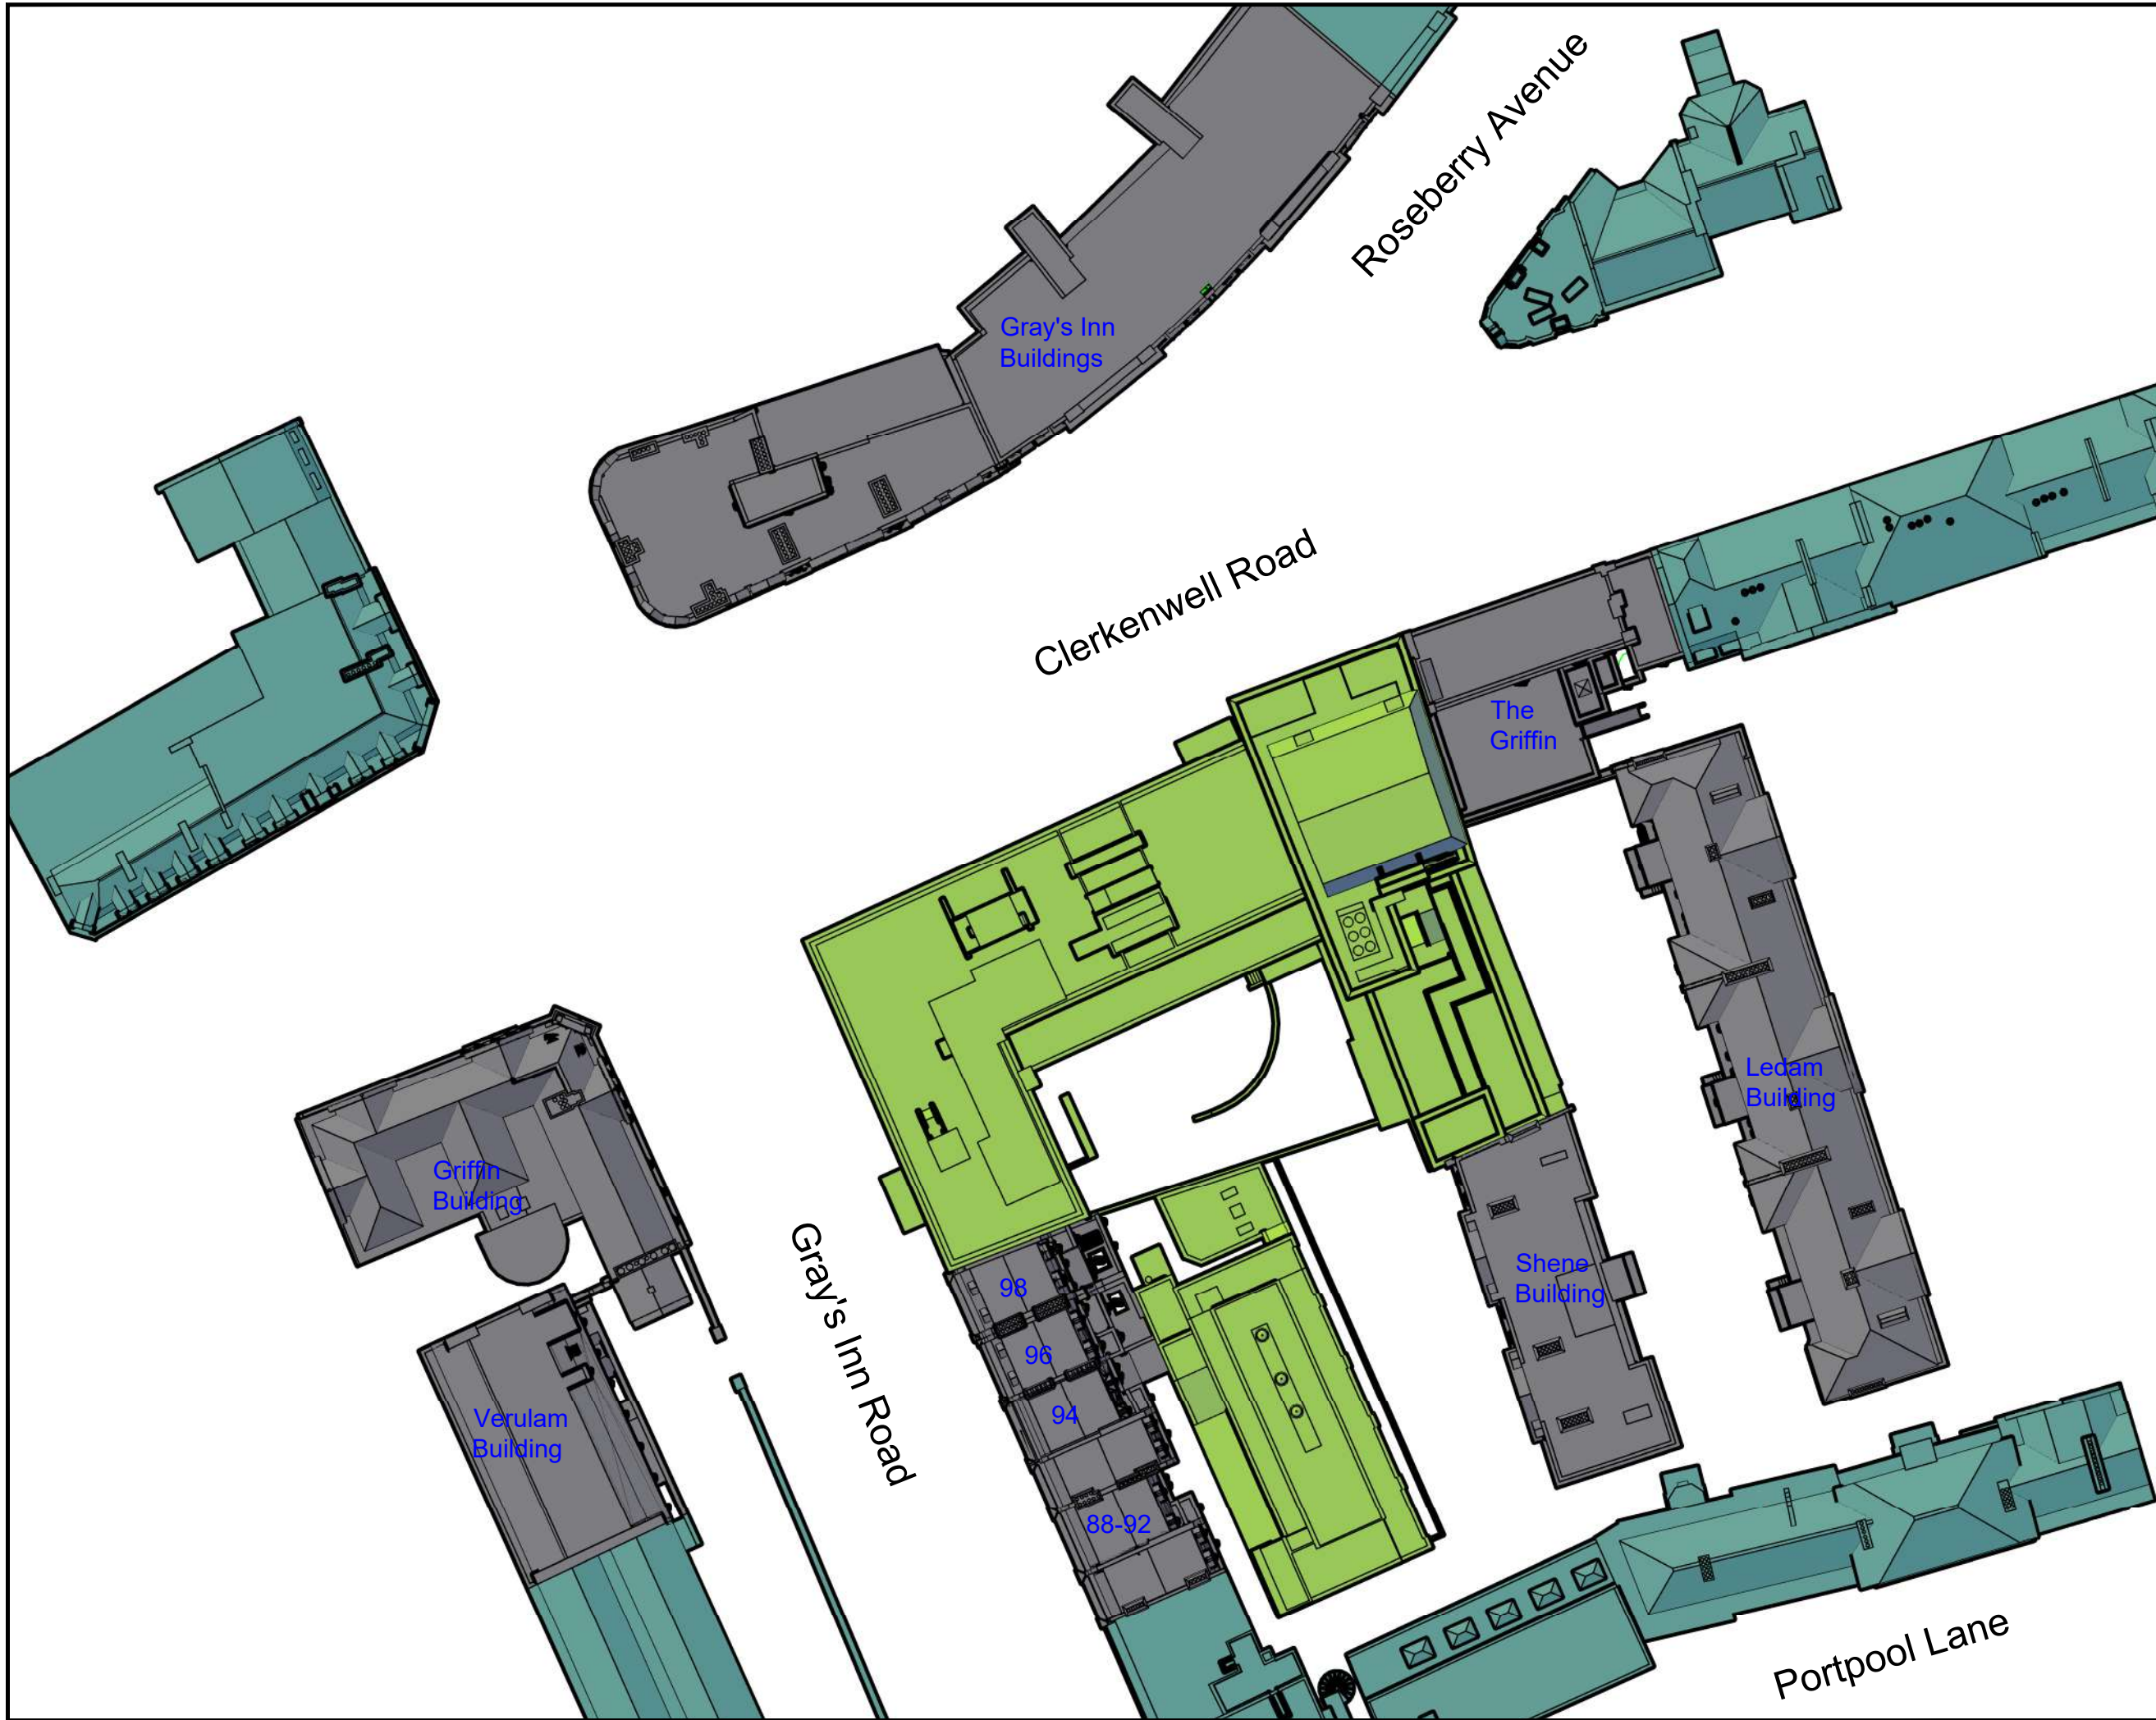 Roseberry Avenue
Gray's Inn
Buildings
Clerkenwell Road
The
Griffin
Ledam
Building
Griffin
Building
Gray's Inn Road
98
Shene
Building
96
94
Verulam
Building
88-92
Portpool Lane